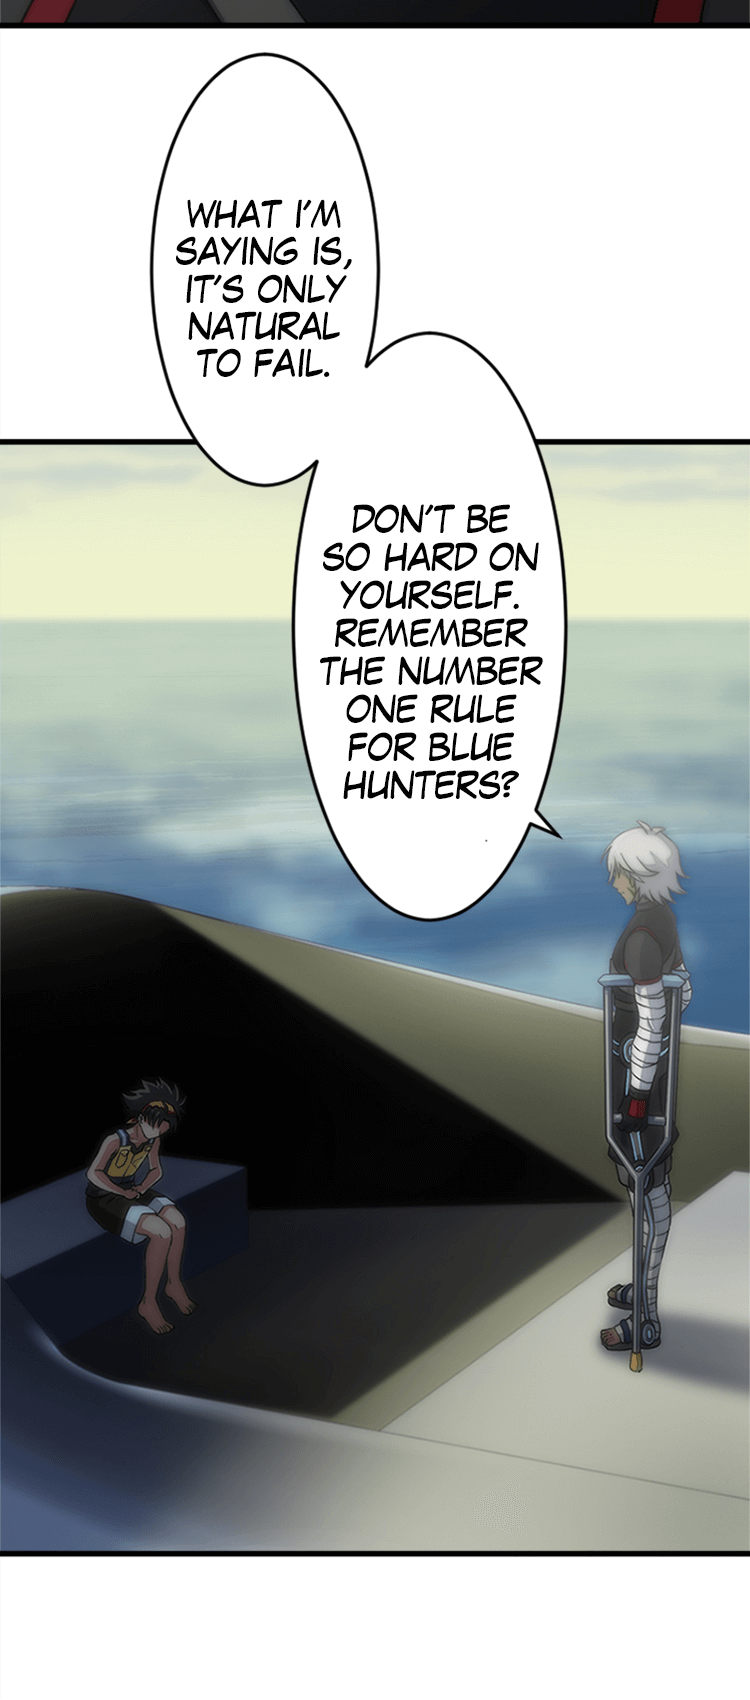 WHAT I'M
SAYING IS,
IT'S ONLY
NATURAL
TO FAIL.
DON'T BE
SO HARD ON
YOURSELF.
REMEMBER
THE NUMBER
ONE RULE
FOR BLUE
HUNTERS?